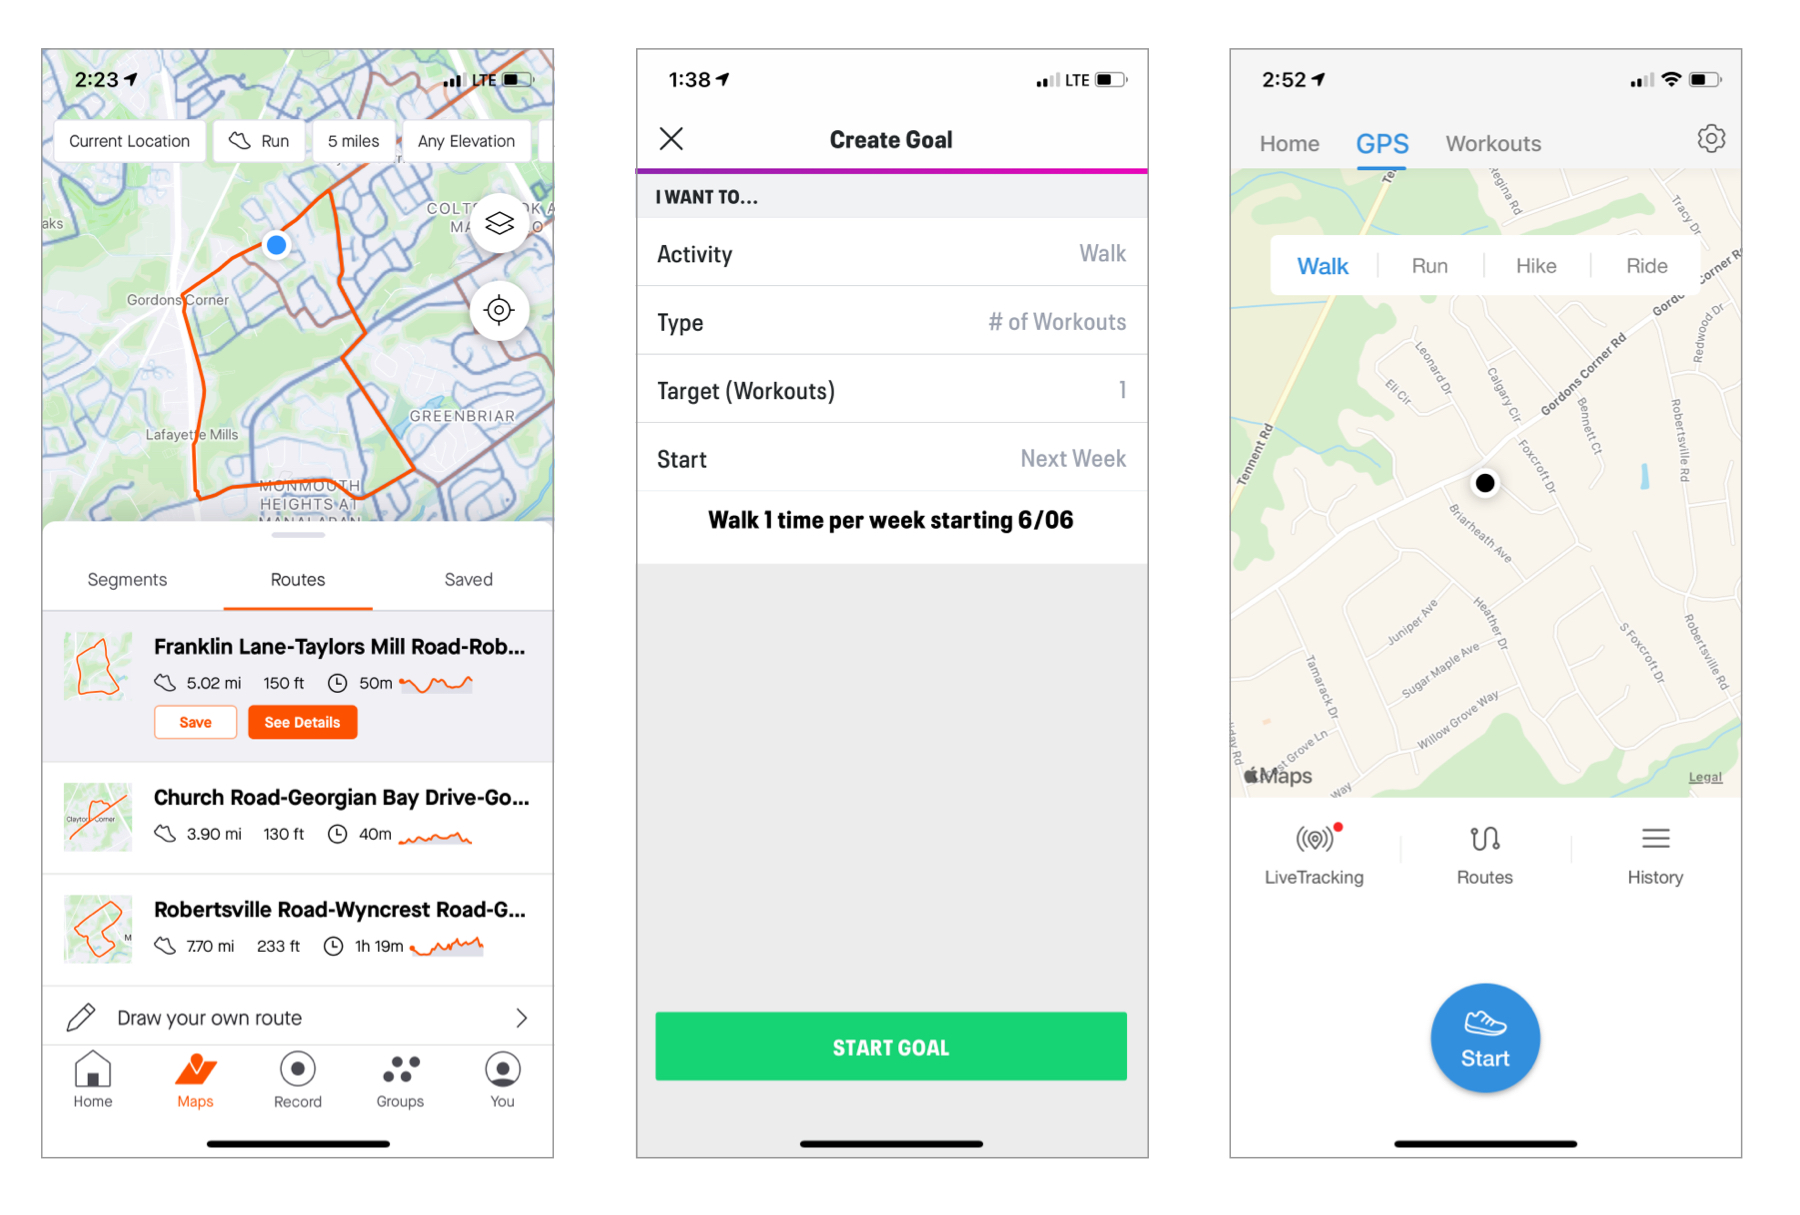 2:23
LTE
Current Location
Run
5 miles
Any Elevation
aks
Gordons Corner
Lafayette Mills
GREENBRIAR
MONMOUTH
HEIGHTS AT
MANALAPAN
Segments
Routes
Saved
Franklin Lane-Taylors Mill Road-Rob...
5.02 mi 150 ft 50m
Save
See Details
Church Road-Georgian Bay Drive-Go...
3.90 mi 130 ft 40m
Robertsville Road-Wyncrest Road-G...
7.70 mi 233 ft 1h 19m
M
Draw your own route
Home
Maps
Record
Groups
You
1:38
LTE
Create Goal
I WANT TO...
Activity Walk
Type # of Workouts
Target (Workouts) 1
Start Next Week
Walk 1 time per week starting 6/06
START GOAL
2:52
Home
GPS
Workouts
Regina Rd
Tracy Dr
Walk
Run
Hike
Ride
Redwood Dr
Leonard Dr
Eli Cir
Calgary Cir
Gordons Corner Rd
Bennett Ct
Robertsville Rd
Tennent Rd
Foxcroft Dr
Briarheath Ave
Juniper Ave
Heather Dr
S Foxcroft Dr
Robertsville Rd
Sugar Maple Ave
Tamarack Dr
Willow Grove Way
Maps
Way
Legal
LiveTracking
Routes
History
Start